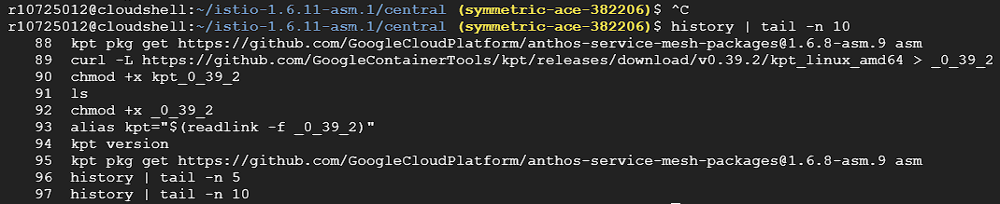 r107250012@cloudshell:~/istio-1.6.11-asm.1/central (symmetric-ace-382206)$ ^C
r107250012@cloudshell:~/istio-1.6.11-asm.1/central (symmetric-ace-382206)$ history | tail -n 10
88 kpt pkg get https://github.com/GoogleCloudPlatform/anthos-service-mesh-packages@1.6.8-asm.9 asm
89 curl -L https://github.com/GoogleContainerTools/kpt/releases/download/v0.39.2/kpt_linux_amd64 > _0_39_2
90 chmod +x kpt_0_39_2
91 ls
92 chmod +x _0_39_2
93 alias kpt="$(readlink -f _0_39_2)"
94 kpt version
95 kpt pkg get https://github.com/GoogleCloudPlatform/anthos-service-mesh-packages@1.6.8-asm.9 asm
96 history | tail -n 5
97 history | tail -n 10